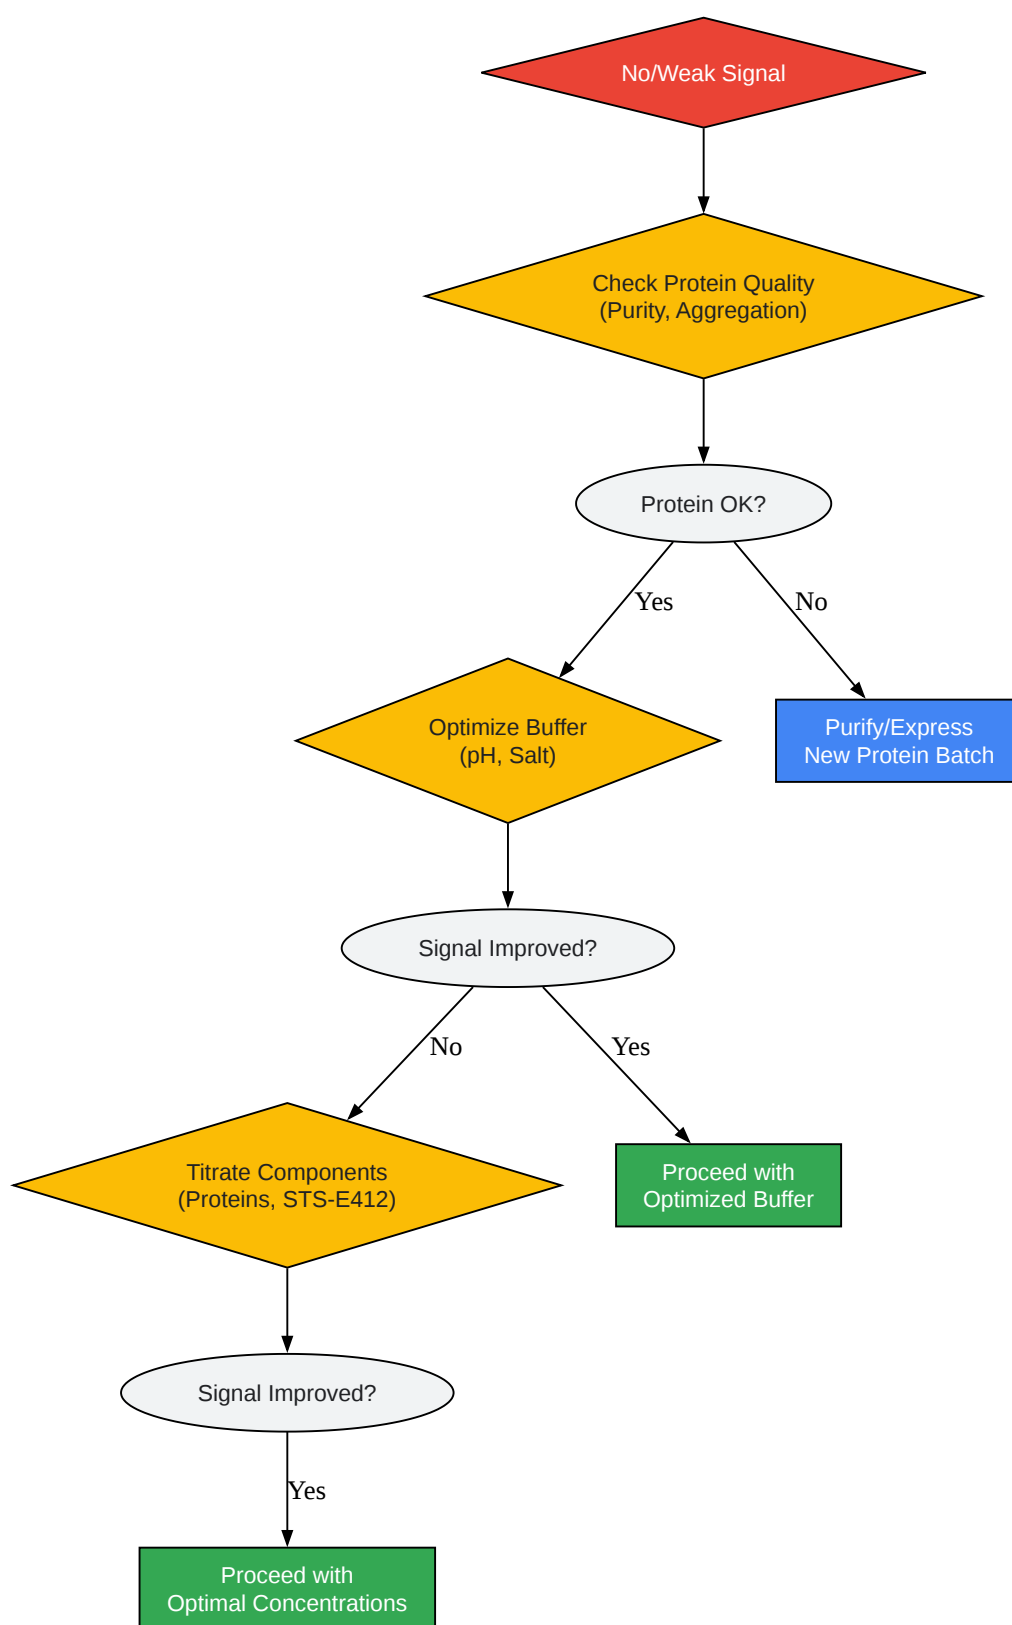 No/Weak Signal
Check Protein Quality
(Purity, Aggregation)
Protein OK?
Yes
No
Optimize Buffer
(pH, Salt)
Purify/Express
New Protein Batch
Signal Improved?
No
Yes
Titrate Components
(Proteins, STS-E412)
Proceed with
Optimized Buffer
Signal Improved?
Yes
Proceed with
Optimal Concentrations